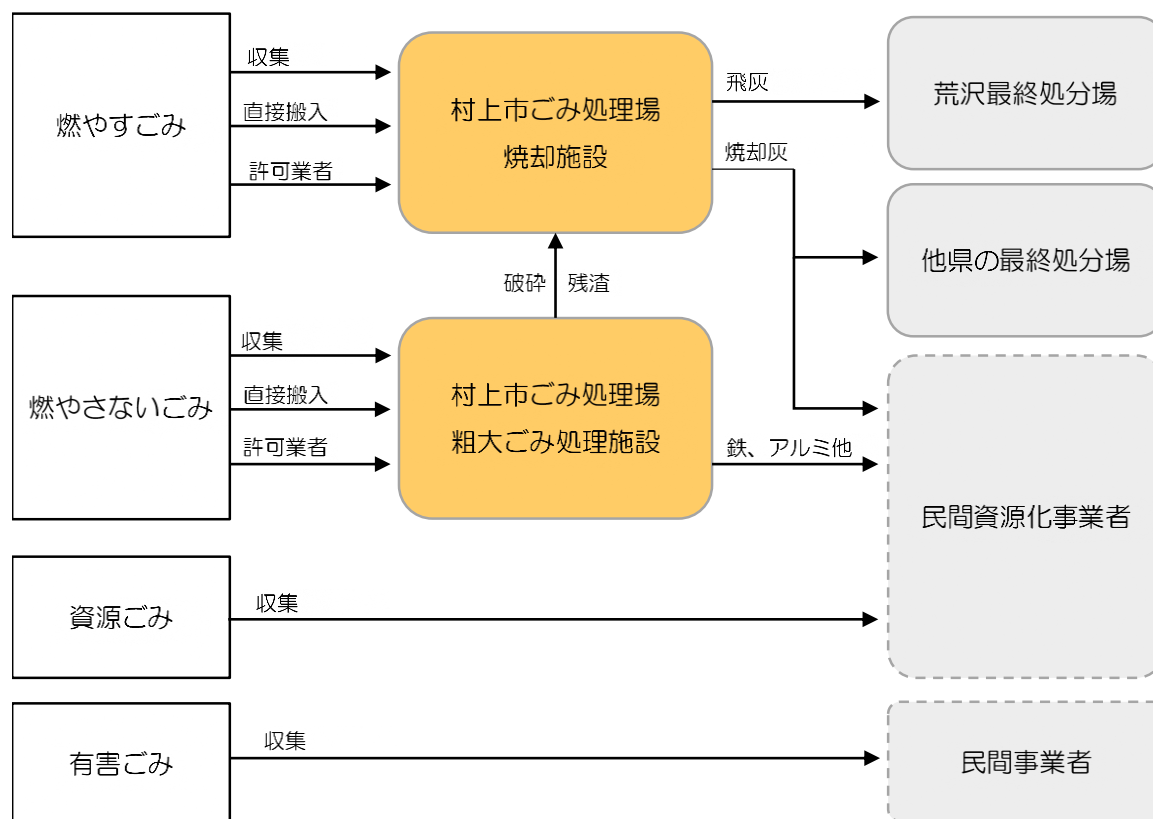 燃やすごみ
収集
直接搬入
許可業者
村上市ごみ処理場
焼却施設
飛灰
焼却灰
荒沢最終処分場
他県の最終処分場
破砕 残渣
燃やさないごみ
収集
直接搬入
許可業者
村上市ごみ処理場
粗大ごみ処理施設
鉄、アルミ他
民間資源化事業者
資源ごみ
収集
有害ごみ
収集
民間事業者